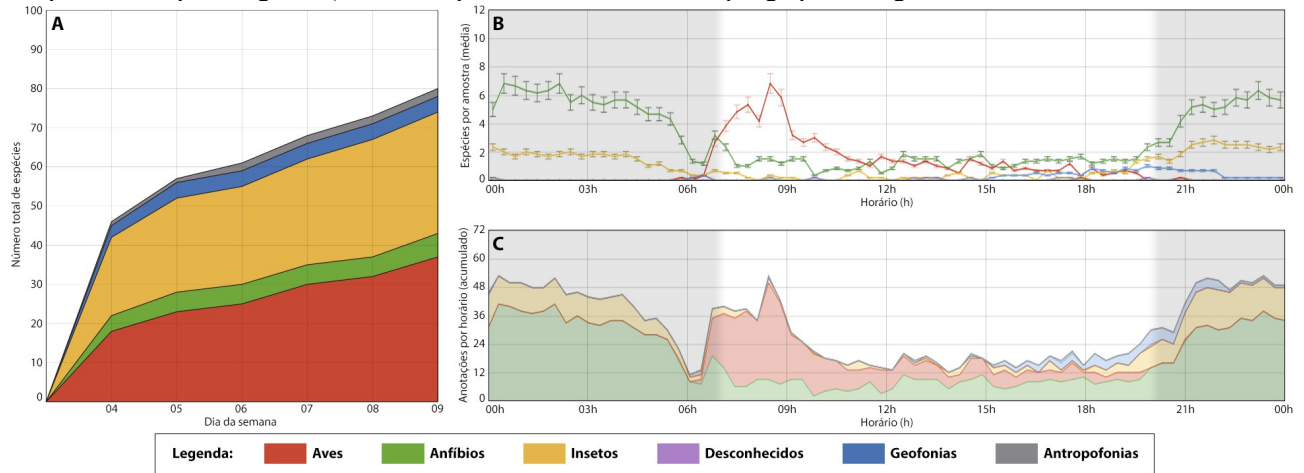 A
Número total de espécies
100
90
80
70
60
50
40
30
20
10
0
04
05
06
07
08
09
Dia da semana
B
Espécies por amostra (média)
12
10
8
6
4
2
0
00h
03h
06h
09h
12h
15h
18h
21h
00h
Horário (h)
C
Anotações por horário (acumulado)
72
60
48
36
24
12
0
00h
03h
06h
09h
12h
15h
18h
21h
00h
Horário (h)
Legenda:
Aves
Anfíbios
Insetos
Desconhecidos
Geofonias
Antropofonias